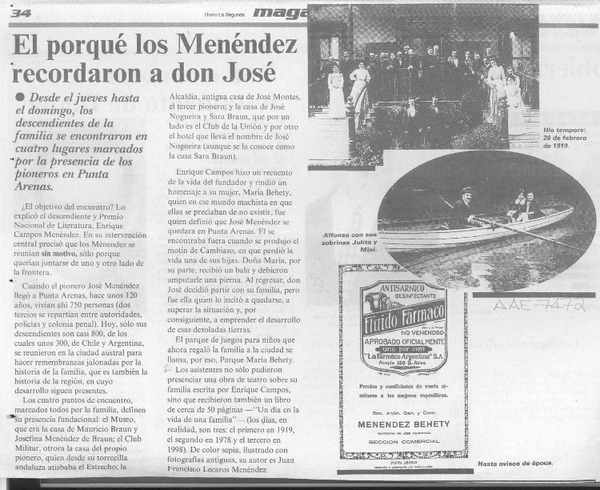 34
Diario La Segunda
maga
El porqué los Menéndez
recordaron a don José
● Desde el jueves hasta
el domingo, los
descendientes de la
familia se encontraron en
cuatro lugares marcados
por la presencia de los
pioneros en Punta
Arenas.
¿El objetivo del encuentro? Lo
explicó el descendiente y Premio
Nacional de Literatura, Enrique
Campos Menéndez. En su intervención
central precisó que los Ménendez se
reunían sin motivo, sólo porque
querían juntarse de uno y otro lado de
la frontera.
Cuando el pionero José Menéndez
llegó a Punta Arenas, hace unos 120
años, vivían ahí 750 personas (dos
tercios se repartían entre autoridades,
policías y colonia penal). Hoy, sólo sus
descendientes son casi 800, de los
cuales unos 300, de Chile y Argentina,
se reunieron en la ciudad austral para
hacer remembranzas jalonadas por la
historia de la familia, que es también la
historia de la región, en cuyo
desarrollo siguen presentes.
Los cuatro puntos de encuentro,
marcados todos por la familia, definen
su presencia fundacional: el Museo,
que era la casa de Mauricio Braun y
Josefina Menéndez de Braun; el Club
Militar, otrora la casa del propio
pionero, quien desde su torrecilla
andaluza atisbaba el Estrecho; la
Alcaldía, antigua casa de José Montes,
el tercer pionero; y la casa de José
Nogueira y Sara Braun, que por un
lado es el Club de la Unión y por otro
el hotel que lleva el nombre de José
Nogueira (aunque se la conoce como
la casa Sara Braun).
Enrique Campos hizo un recuento
de la vida del fundador y rindió un
homenaje a su mujer, María Behety,
quien en ese mundo machista en que
ellas se preciaban de no existir, fue
quien definió que José Menéndez se
quedara en Punta Arenas. El se
encontraba fuera cuando se produjo el
motín de Cambiaso, en que perdió la
vida una de sus hijas. Doña María, por
su parte, recibió un bala y debieron
amputarle una pierna. Al regresar, don
José decidió partir con su familia, pero
fue ella quien lo incitó a quedarse, a
superar la situación y, por
consiguiente, a emprender el desarrollo
de esas desoladas tierras.
El parque de juegos para niños que
ahora regaló la familia a la ciudad se
llama, por eso, Parque María Behety.
Los asistentes no sólo pudieron
presenciar una obra de teatro sobre su
familia escrita por Enrique Campos,
sino que recibieron también un libro
de cerca de 50 páginas —"Un día en la
vida de una familia"— (los días, en
realidad, son tres: el primero en 1919,
el segundo en 1978 y el tercero en
1998). De color sepia, ilustrado con
fotografías antiguas, su autor es Juan
Francisco Lecaros Menéndez.
Illo tempore:
26 de febrero
de 1919.
Alfonso con sus
sobrinas Julita y
Mimí.
AAE-7472
ANTISARNICO
DESINFECTANTE
Fluido Fármaco
NO VENENOSO
APROBADO OFICIALMENTE
uno por cien
"La Fármaco Argentina" S.A.
Precios y condiciones de venta si-
milares a los mejores específicos.
Soc. Anón. Gan. y Com.
MENENDEZ BEHETY
SECCION COMERCIAL
Hasta avisos de época.